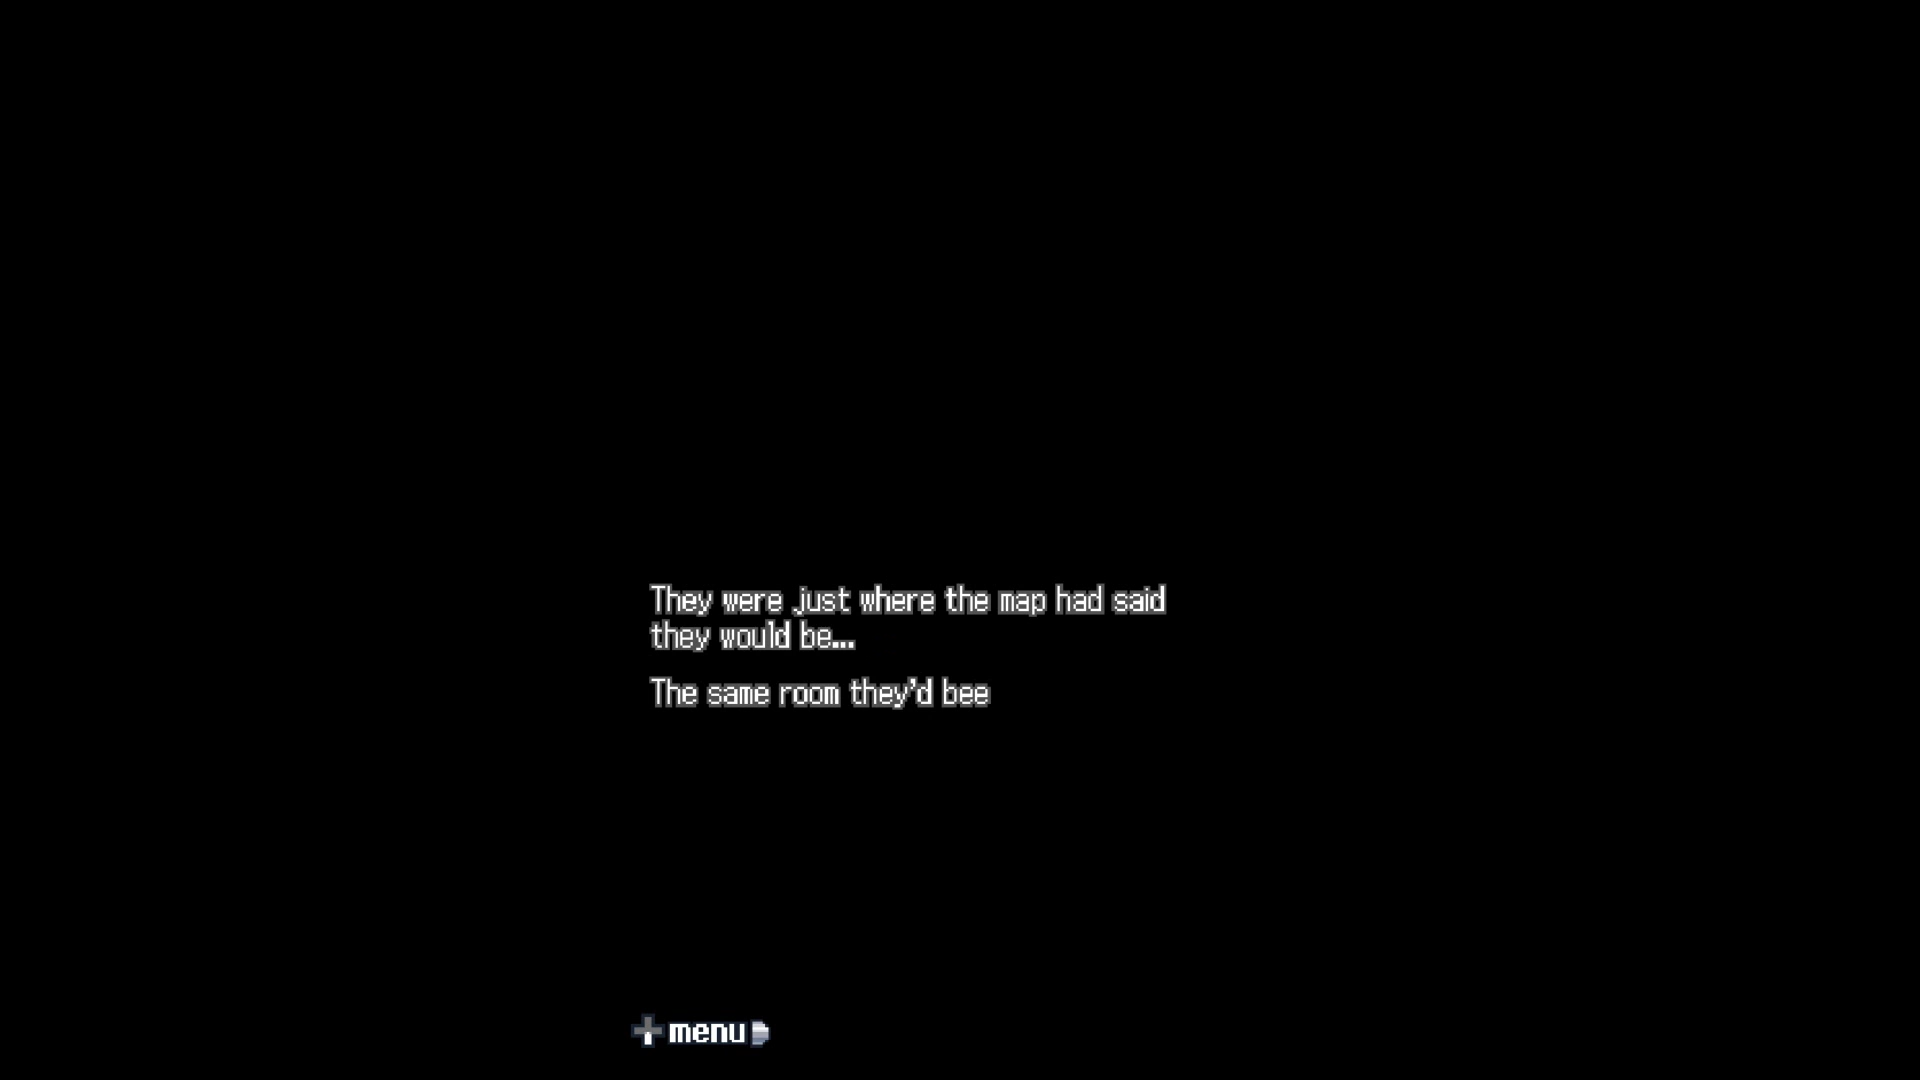 They were just where the map had said
they would be...
The same room they'd bee
menu